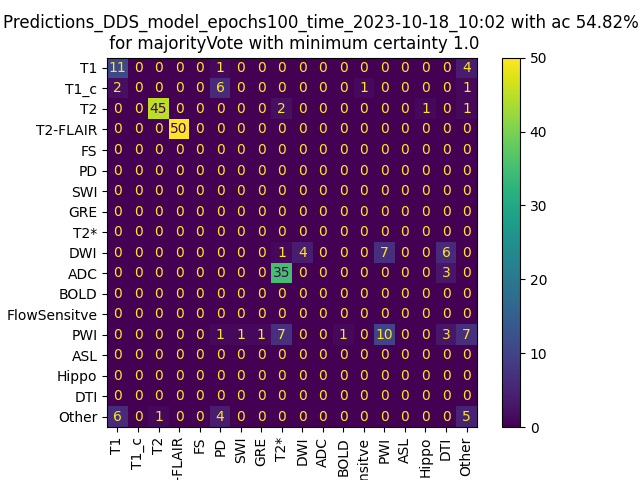 Predictions_DDS_model_epochs100_time_2023-10-18_10:02 with ac 54.82%
for majorityVote with minimum certainty 1.0
T1 11 0 0 0 0 1 0 0 0 0 0 0 0 0 0 0 0 4
T1_c 2 0 0 0 0 6 0 0 0 0 0 0 1 0 0 0 0 1
T2 0 0 45 0 0 0 0 0 2 0 0 0 0 0 0 1 0 1
T2-FLAIR 0 0 0 50 0 0 0 0 0 0 0 0 0 0 0 0 0 0
FS 0 0 0 0 0 0 0 0 0 0 0 0 0 0 0 0 0 0
PD 0 0 0 0 0 0 0 0 0 0 0 0 0 0 0 0 0 0
SWI 0 0 0 0 0 0 0 0 0 0 0 0 0 0 0 0 0 0
GRE 0 0 0 0 0 0 0 0 0 0 0 0 0 0 0 0 0 0
T2* 0 0 0 0 0 0 0 0 0 0 0 0 0 0 0 0 0 0
DWI 0 0 0 0 0 0 0 0 1 4 0 0 0 7 0 0 6 0
ADC 0 0 0 0 0 0 0 0 35 0 0 0 0 0 0 0 3 0
BOLD 0 0 0 0 0 0 0 0 0 0 0 0 0 0 0 0 0 0
FlowSensitve 0 0 0 0 0 0 0 0 0 0 0 0 0 0 0 0 0 0
PWI 0 0 0 0 0 1 1 1 7 0 0 1 0 10 0 0 3 7
ASL 0 0 0 0 0 0 0 0 0 0 0 0 0 0 0 0 0 0
Hippo 0 0 0 0 0 0 0 0 0 0 0 0 0 0 0 0 0 0
DTI 0 0 0 0 0 0 0 0 0 0 0 0 0 0 0 0 0 0
Other 6 0 1 0 0 4 0 0 0 0 0 0 0 0 0 0 0 5
T1 T1_c T2 -FLAIR FS PD SWI GRE T2* DWI ADC BOLD nsitve PWI ASL Hippo DTI Other
50
40
30
20
10
0